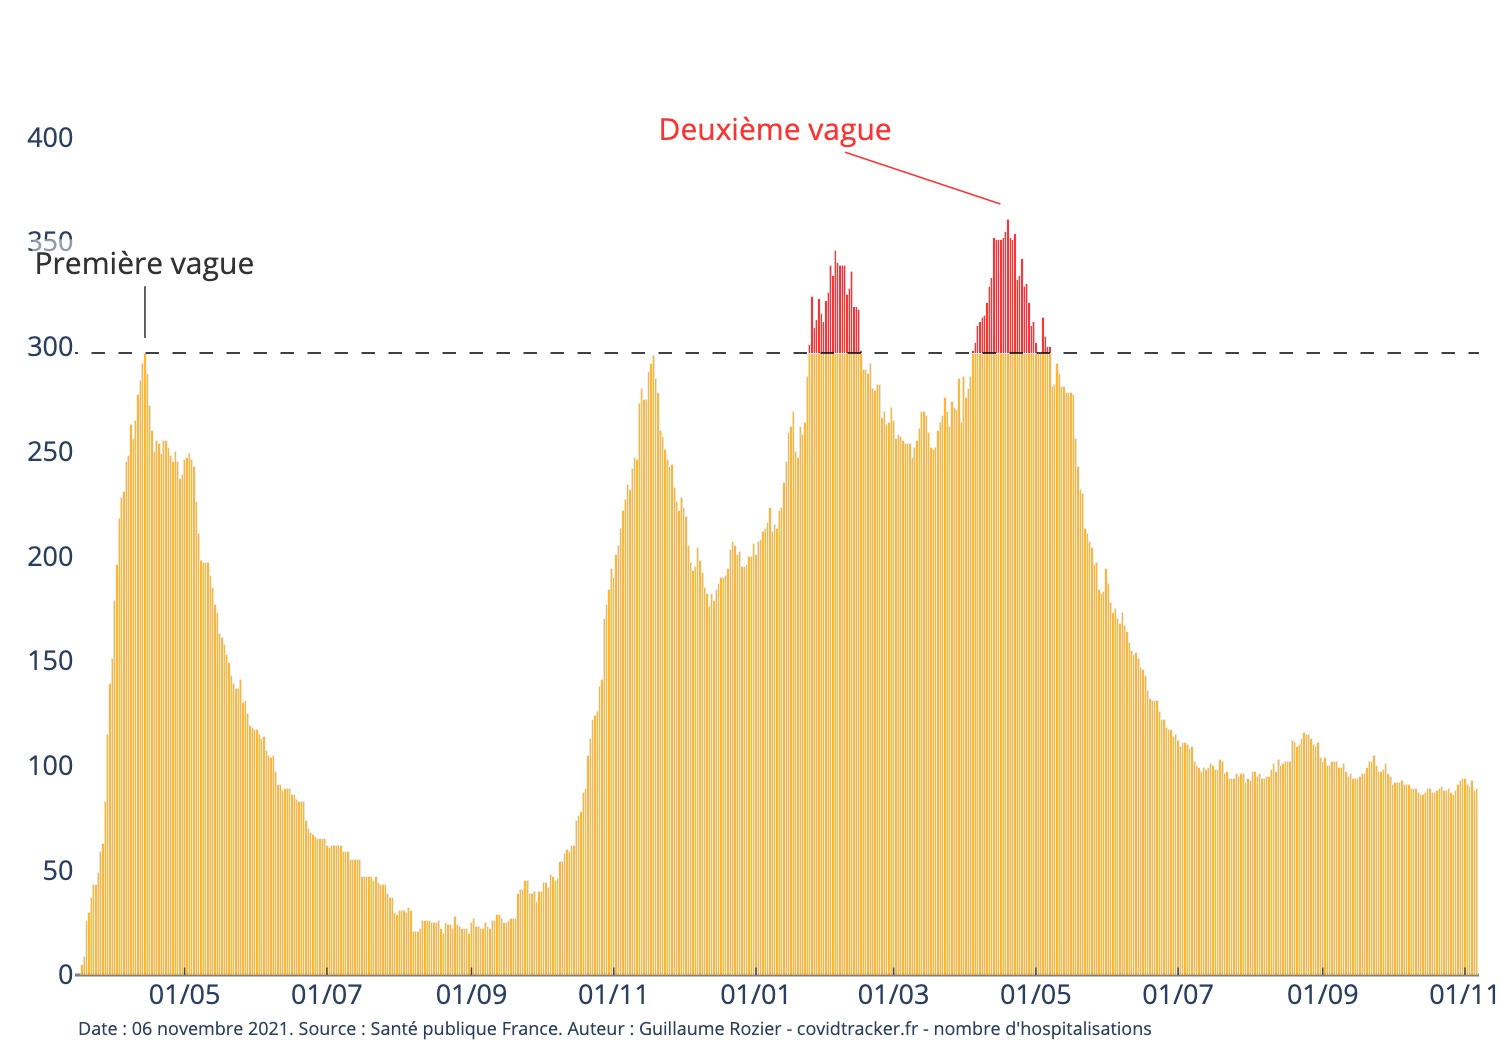 Deuxième vague
400
350
Première vague
300
250
200
150
100
50
0
01/05 01/07 01/09 01/11 01/01 01/03 01/05 01/07 01/09 01/11
Date : 06 novembre 2021. Source : Santé publique France. Auteur : Guillaume Rozier - covidtracker.fr - nombre d'hospitalisations